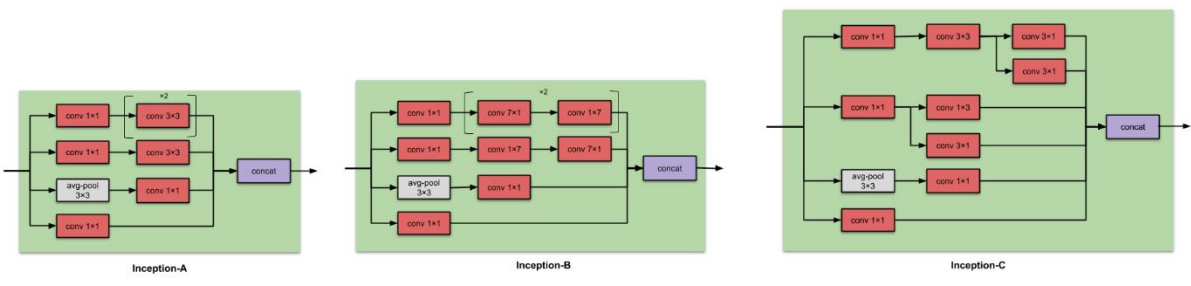 ×2
conv 1×1
conv 3×3
conv 1×1
conv 3×3
avg-pool
3×3
conv 1×1
conv 1×1
concat
Inception-A
×2
conv 1×1
conv 7×1
conv 1×7
conv 1×1
conv 1×7
conv 7×1
avg-pool
3×3
conv 1×1
conv 1×1
concat
Inception-B
conv 1×1
conv 3×3
conv 3×1
conv 3×1
conv 1×1
conv 1×3
conv 3×1
avg-pool
3×3
conv 1×1
conv 1×1
concat
Inception-C